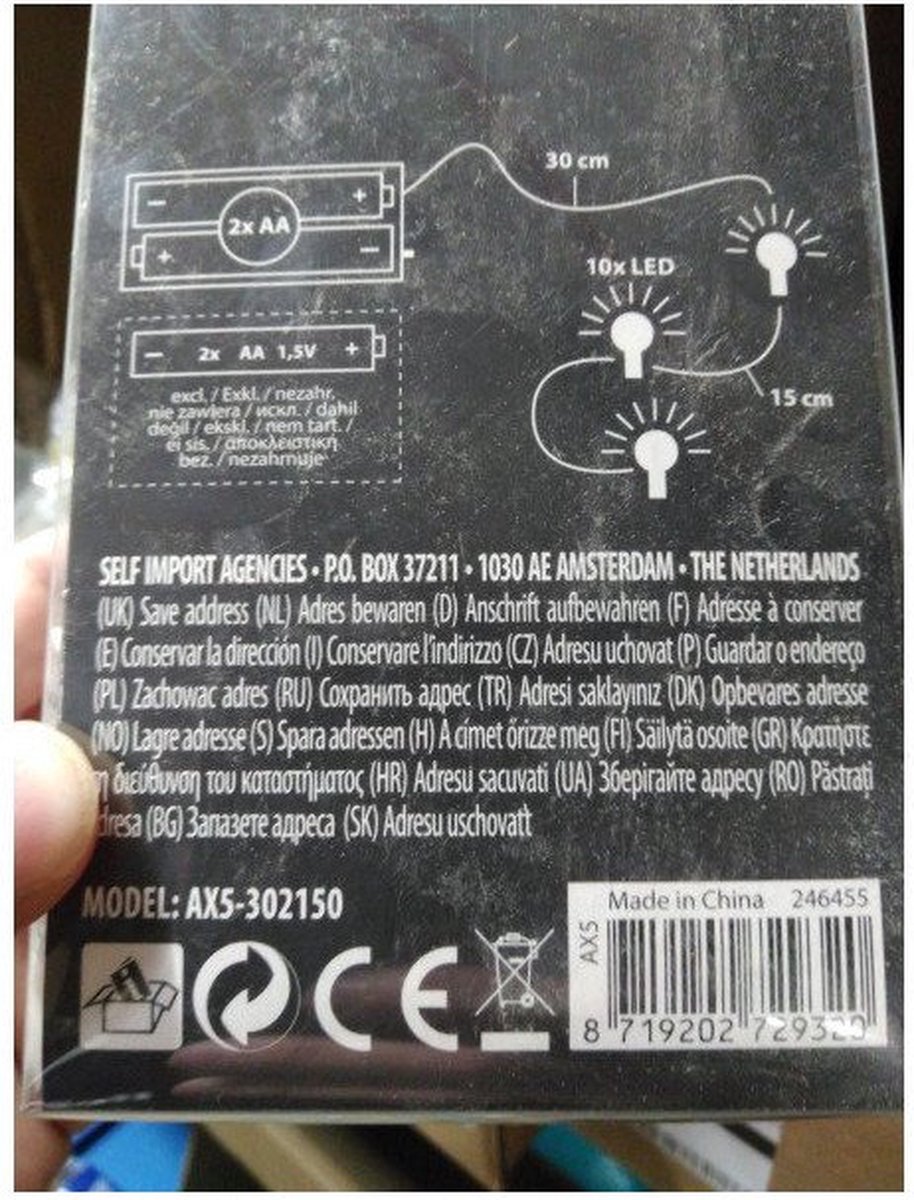 30 cm
− +
2x AA
+ −
10x LED
− 2x AA 1,5V +
15 cm
excl. / Exkl. / nezahr.
nie zawiera / искл. / dahil
değil / ekskl. / nem tart. /
ei sis. / αποκλειστική
bez. / nezahrnuje
SELF IMPORT AGENCIES • P.O. BOX 37211 • 1030 AE AMSTERDAM • THE NETHERLANDS
(UK) Save address (NL) Adres bewaren (D) Anschrift aufbewahren (F) Adresse à conserver
(E) Conservar la dirección (I) Conservare l'indirizzo (CZ) Adresu uchovat (P) Guardar o endereço
(PL) Zachowac adres (RU) Сохранить адрес (TR) Adresi saklayınız (DK) Opbevares adresse
(NO) Lagre adresse (S) Spara adressen (H) A címet őrizze meg (FI) Säilytä osoite (GR) Κρατήστε
η διεύθυνση του καταστήματος (HR) Adresu sacuvati (UA) Зберігайте адресу (RO) Păstrați
dresa (BG) Запазете адреса (SK) Adresu uschovatt
MODEL: AX5-302150
Made in China 246455
AX5
CE
8 719202 729320